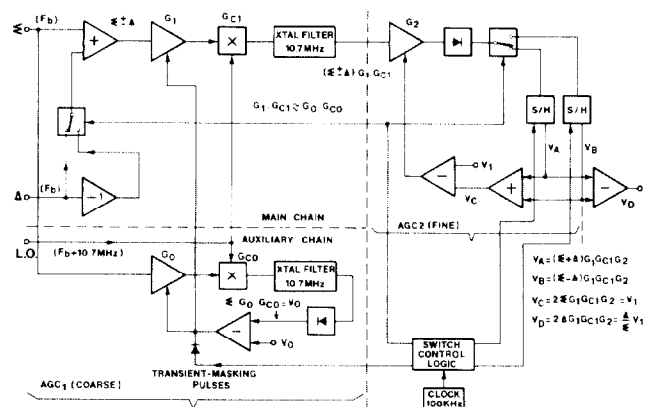 Σ (Fb) Σ±Δ G1 GC1 G2
+ × XTAL FILTER
10.7MHz
(Σ±Δ) G1 GC1
S/H S/H
G1 GC1 ≈ G0 GC0
VA VB
V1
VC
− + − VD
Δ (Fb) −1
MAIN CHAIN AGC2 (FINE)
AUXILIARY CHAIN
L.O. (Fb+10.7MHz)
G0 GC0
× XTAL FILTER
10.7MHz
VA=(Σ+Δ)G1GC1G2
VB=(Σ-Δ)G1GC1G2
VC=2ΣG1GC1G2=V1
VD=2ΔG1GC1G2=Δ/Σ V1
Σ G0 GC0=V0
− V0
TRANSIENT-MASKING
PULSES
SWITCH
CONTROL
LOGIC
AGC1 (COARSE)
CLOCK
100KHz